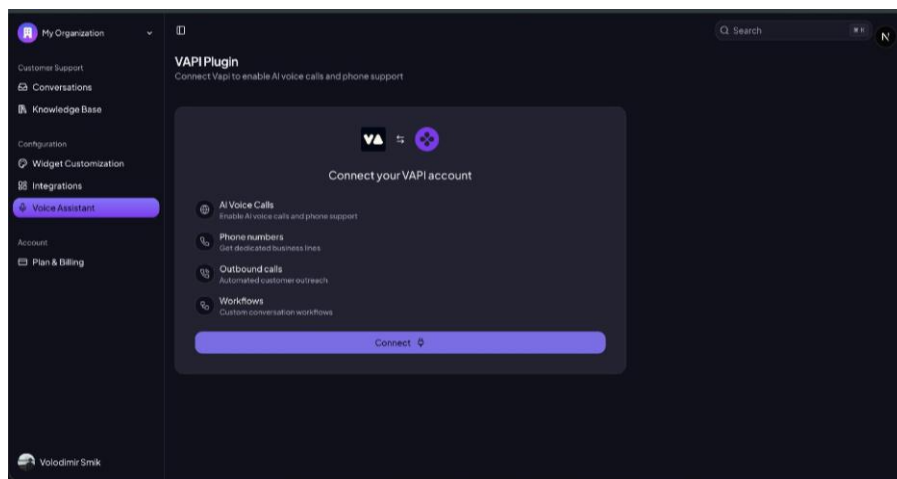 My Organization
Search
⌘ K
N
Customer Support
Conversations
Knowledge Base
Configuration
Widget Customization
Integrations
Voice Assistant
Account
Plan & Billing
Volodimir Smik
VAPI Plugin
Connect Vapi to enable AI voice calls and phone support
VA
Connect your VAPI account
AI Voice Calls
Enable AI voice calls and phone support
Phone numbers
Get dedicated business lines
Outbound calls
Automated customer outreach
Workflows
Custom conversation workflows
Connect